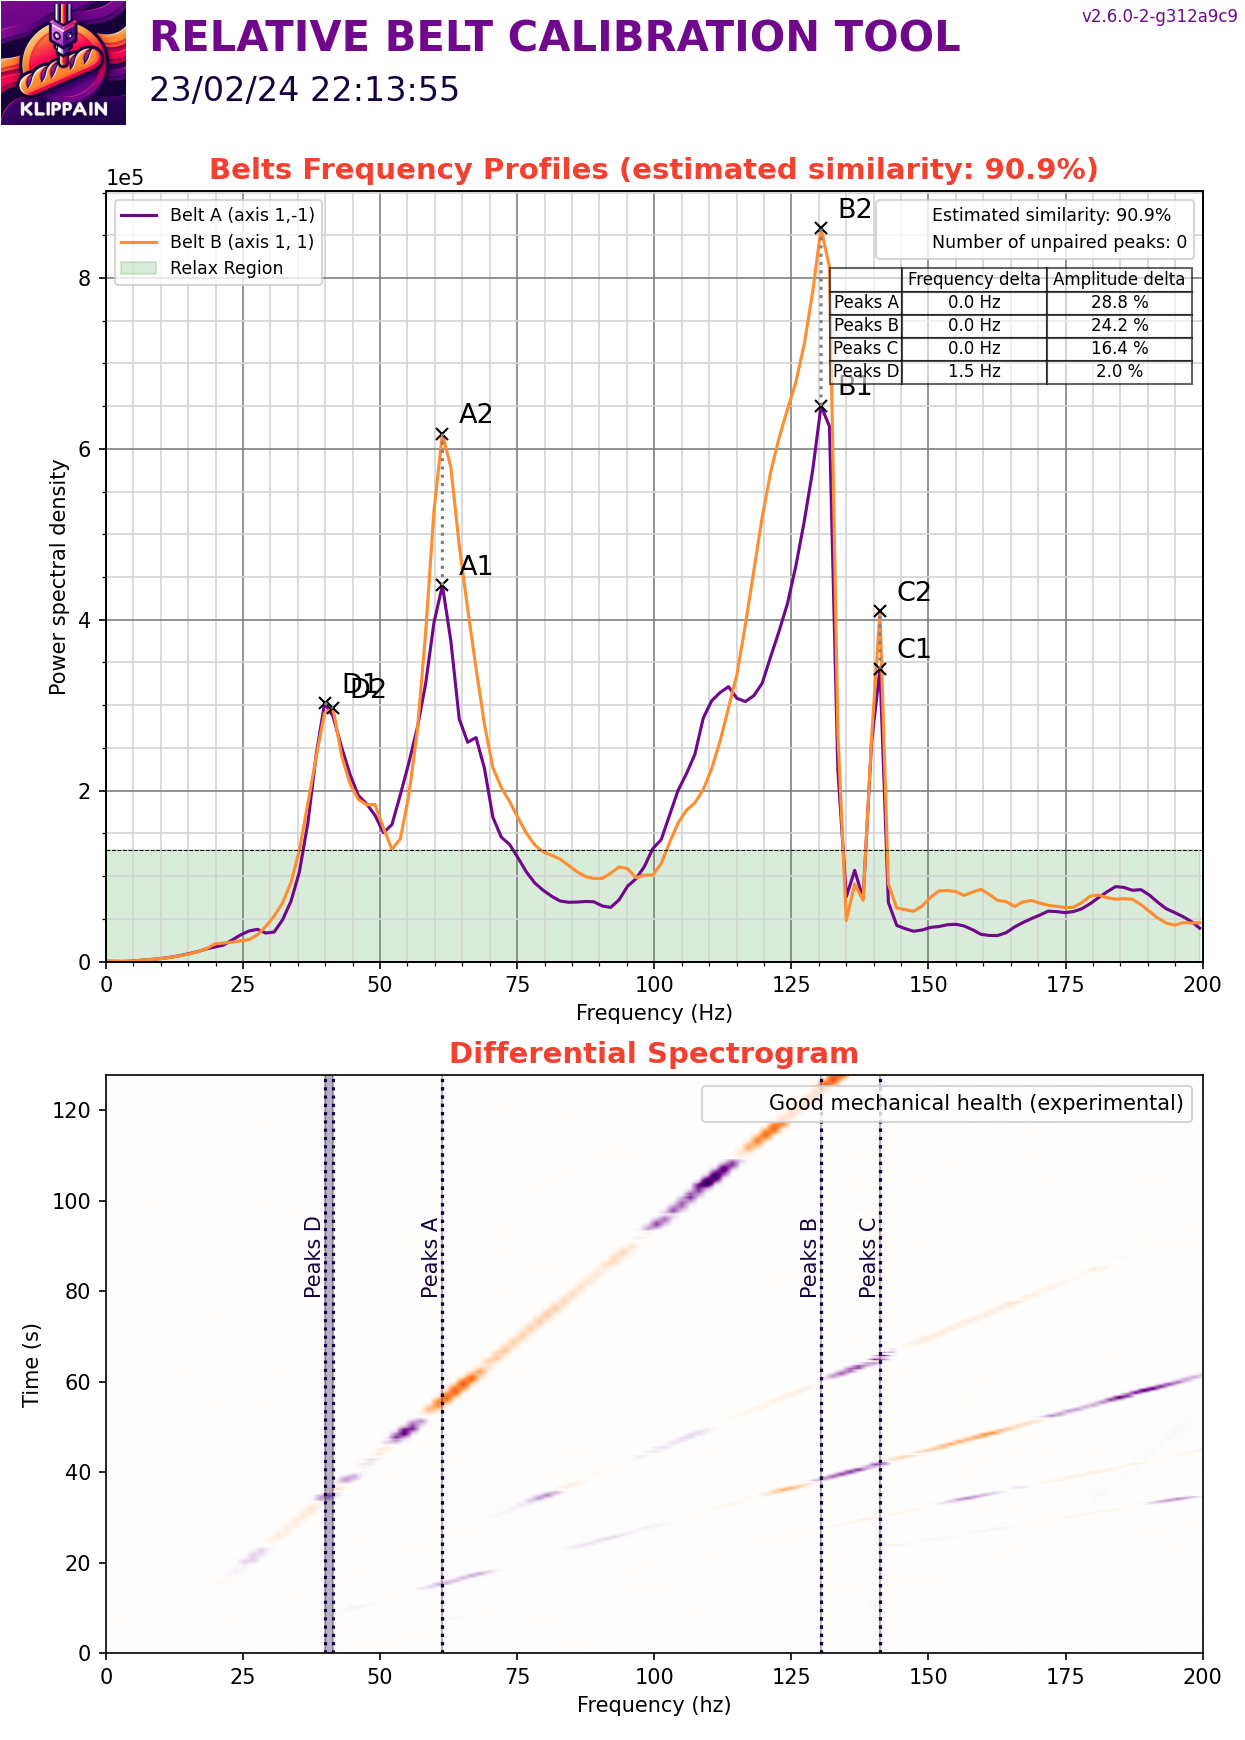 KLIPPAIN
RELATIVE BELT CALIBRATION TOOL
23/02/24 22:13:55
v2.6.0-2-g312a9c9
Belts Frequency Profiles (estimated similarity: 90.9%)
1e5
Belt A (axis 1,-1)
Belt B (axis 1, 1)
Relax Region
Estimated similarity: 90.9%
Number of unpaired peaks: 0
Frequency delta Amplitude delta
Peaks A 0.0 Hz 28.8 %
Peaks B 0.0 Hz 24.2 %
Peaks C 0.0 Hz 16.4 %
Peaks D 1.5 Hz 2.0 %
B2
B1
A2
A1
C2
C1
D1
D2
8
6
4
2
0
Power spectral density
0 25 50 75 100 125 150 175 200
Frequency (Hz)
Differential Spectrogram
Good mechanical health (experimental)
Peaks D
Peaks A
Peaks B
Peaks C
120
100
80
60
40
20
0
Time (s)
0 25 50 75 100 125 150 175 200
Frequency (hz)